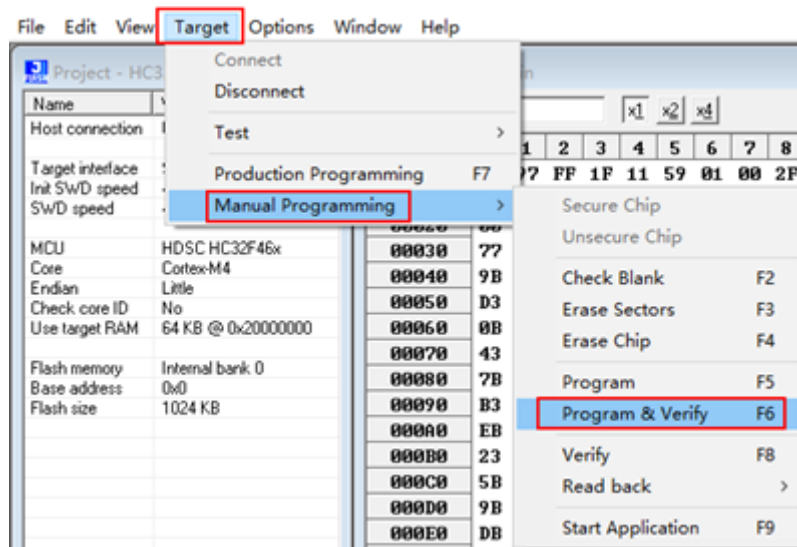 File Edit View Target Options Window Help
Project - HC3
Connect
Disconnect
Test
Production Programming F7
Manual Programming
x1 x2 x4
Name
Host connection
Target interface
Init SWD speed
SWD speed
MCU HDSC HC32F46x
Core Cortex-M4
Endian Little
Check core ID No
Use target RAM 64 KB @ 0x20000000
Flash memory Internal bank 0
Base address 0x0
Flash size 1024 KB
1 2 3 4 5 6 7 8
FF 1F 11 59 01 00 2F
00030 77
00040 9B
00050 D3
00060 0B
00070 43
00080 7B
00090 B3
000A0 EB
000B0 23
000C0 5B
000D0 9B
000E0 DB
Secure Chip
Unsecure Chip
Check Blank F2
Erase Sectors F3
Erase Chip F4
Program F5
Program & Verify F6
Verify F8
Read back
Start Application F9